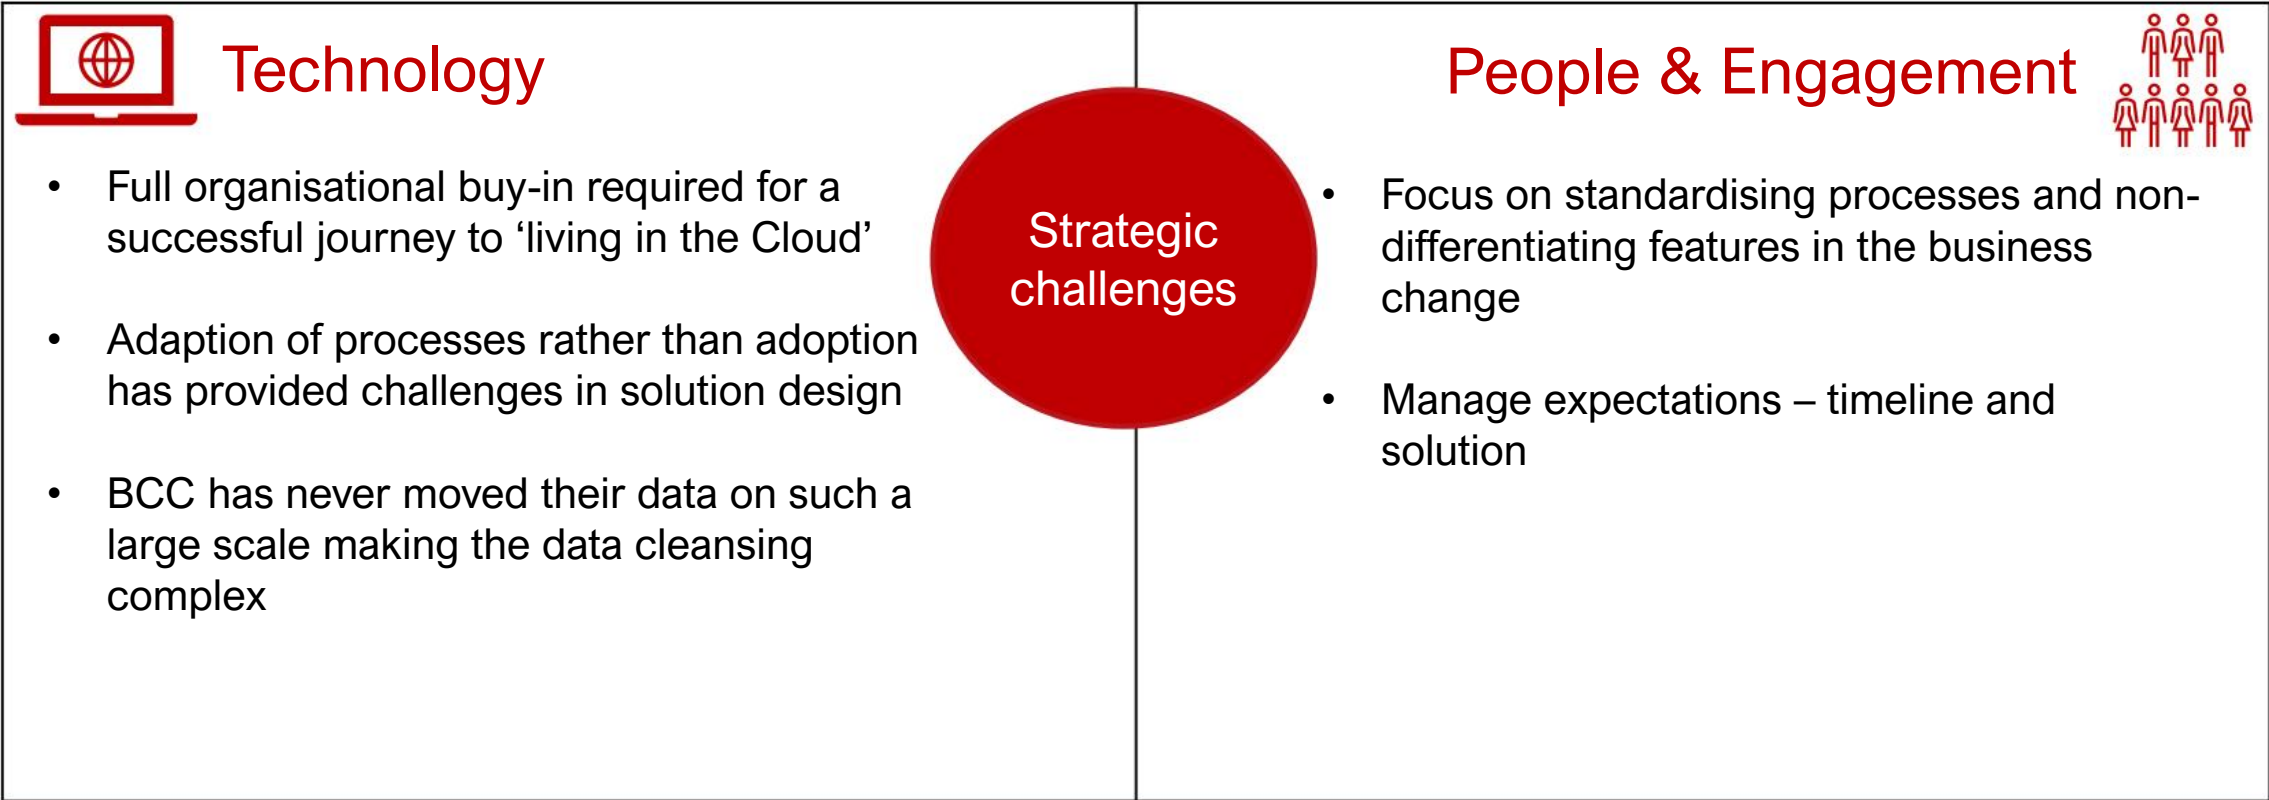 Technology
• Full organisational buy-in required for a
successful journey to ‘living in the Cloud’
• Adaption of processes rather than adoption
has provided challenges in solution design
• BCC has never moved their data on such a
large scale making the data cleansing
complex
Strategic
challenges
People & Engagement
• Focus on standardising processes and non-
differentiating features in the business
change
• Manage expectations – timeline and
solution